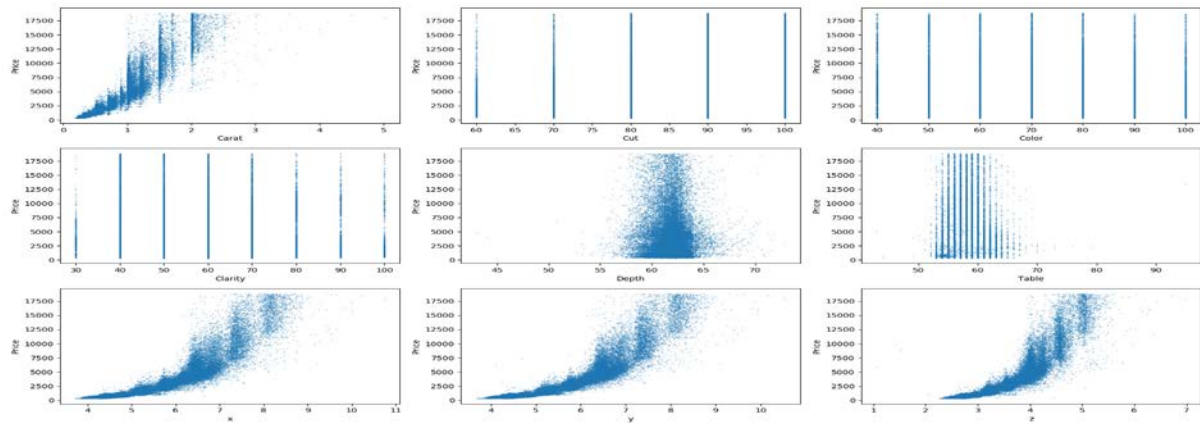 Price
17500
15000
12500
10000
7500
5000
2500
0
0 1 2 3 4 5
Carat
Price
17500
15000
12500
10000
7500
5000
2500
0
60 65 70 75 80 85 90 95 100
Cut
Price
17500
15000
12500
10000
7500
5000
2500
0
40 50 60 70 80 90 100
Color
Price
17500
15000
12500
10000
7500
5000
2500
0
30 40 50 60 70 80 90 100
Clarity
Price
17500
15000
12500
10000
7500
5000
2500
0
45 50 55 60 65 70
Depth
Price
17500
15000
12500
10000
7500
5000
2500
0
50 60 70 80 90
Table
Price
17500
15000
12500
10000
7500
5000
2500
0
4 5 6 7 8 9 10 11
x
Price
17500
15000
12500
10000
7500
5000
2500
0
4 5 6 7 8 9 10
y
Price
17500
15000
12500
10000
7500
5000
2500
0
1 2 3 4 5 6 7
z